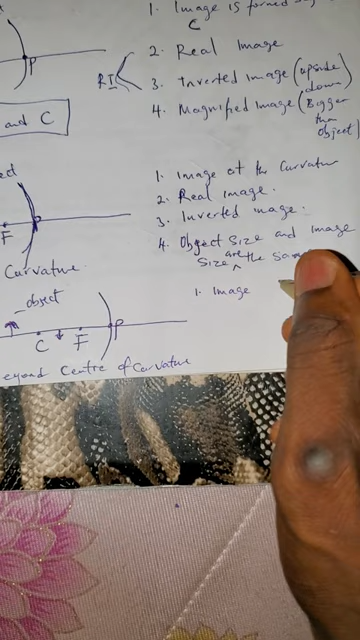 1. Image is formed
C
P
2. Real Image
RI
3. Inverted image (upside down)
4. Magnified Image (Bigger than object)
and C
1. Image at the Curvature
2. Real image.
3. Inverted image.
F
4. Object size and image
size are the same
Curvature
object
1. Image
P
C F
eyond Centre of Curvature